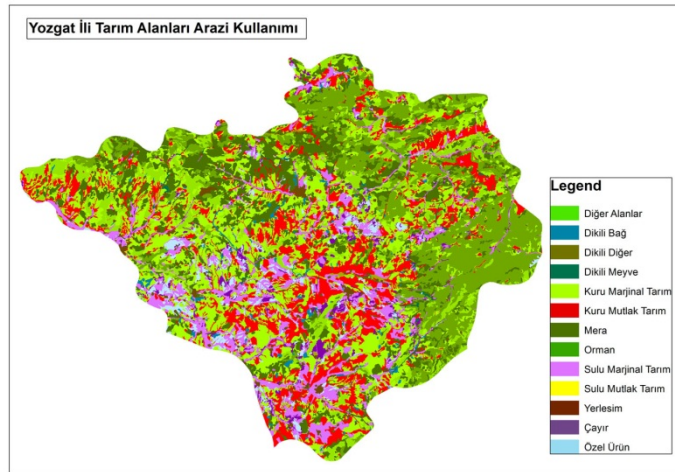 Yozgat İli Tarım Alanları Arazi Kullanımı
Legend
Diğer Alanlar
Dikili Bağ
Dikili Diğer
Dikili Meyve
Kuru Marjinal Tarım
Kuru Mutlak Tarım
Mera
Orman
Sulu Marjinal Tarım
Sulu Mutlak Tarım
Yerlesim
Çayır
Özel Ürün